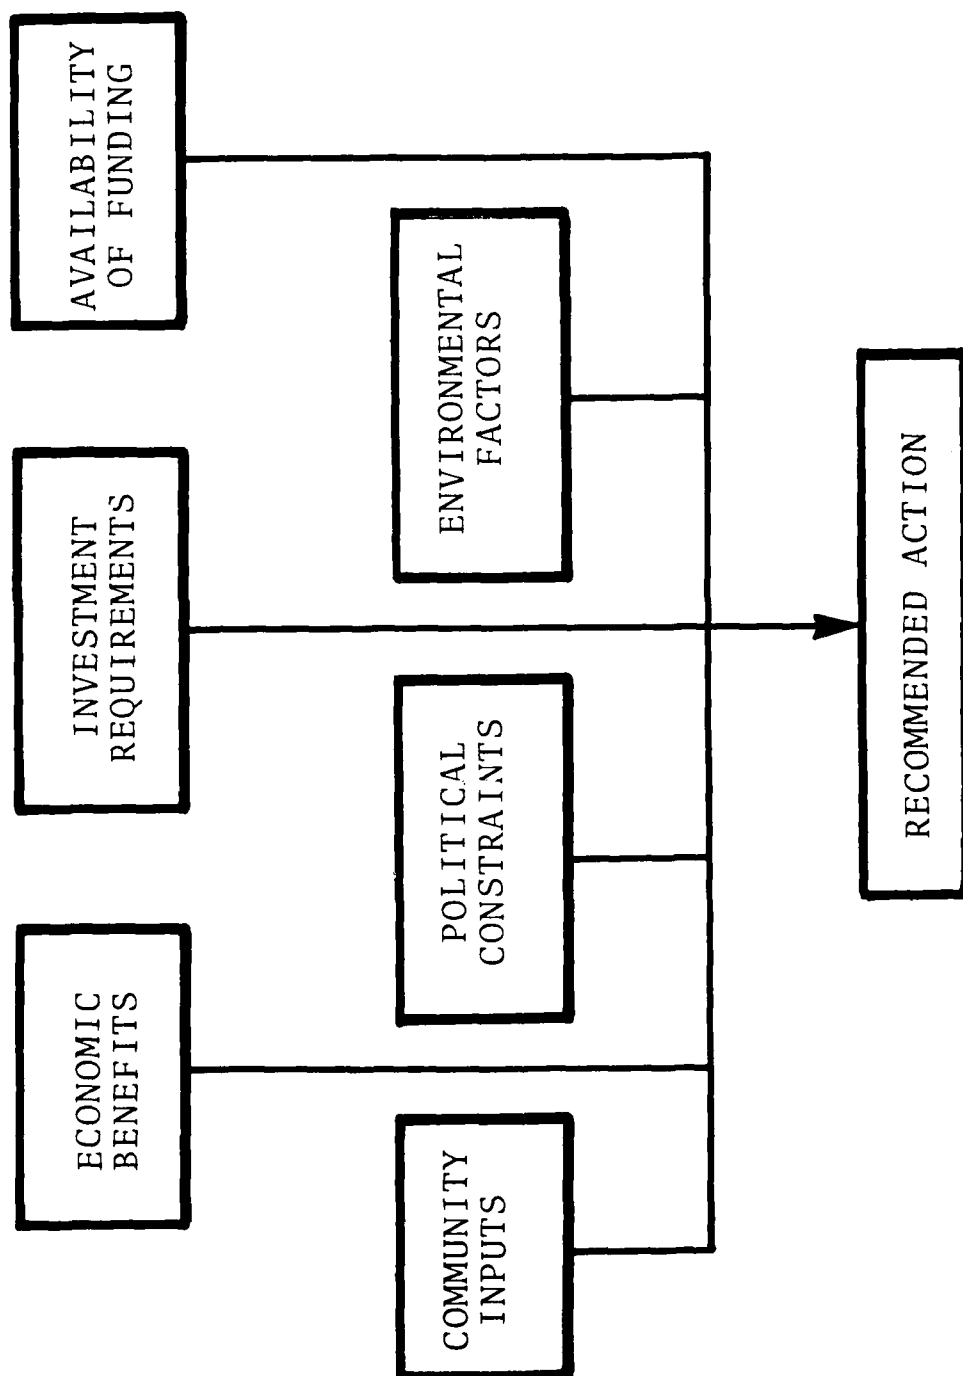 ECONOMIC
BENEFITS
INVESTMENT
REQUIREMENTS
AVAILABILITY
OF FUNDING
COMMUNITY
INPUTS
POLITICAL
CONSTRAINTS
ENVIRONMENTAL
FACTORS
RECOMMENDED ACTION